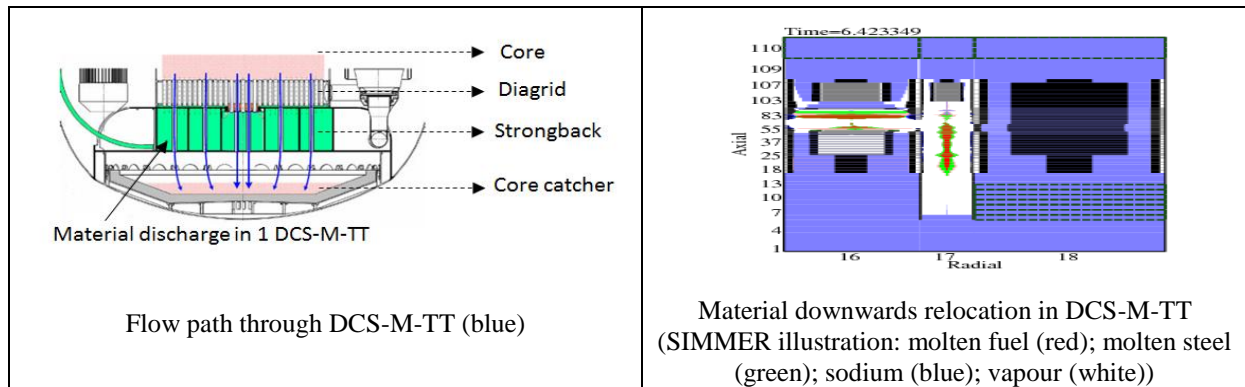 Core
Diagrid
Strongback
Core catcher
Material discharge in 1 DCS-M-TT
Flow path through DCS-M-TT (blue)
Time=6.423349
110
109
107
103
83
55
37
25
18
13
10
7
4
1
Axial
16
17
18
Radial
Material downwards relocation in DCS-M-TT
(SIMMER illustration: molten fuel (red); molten steel
(green); sodium (blue); vapour (white))